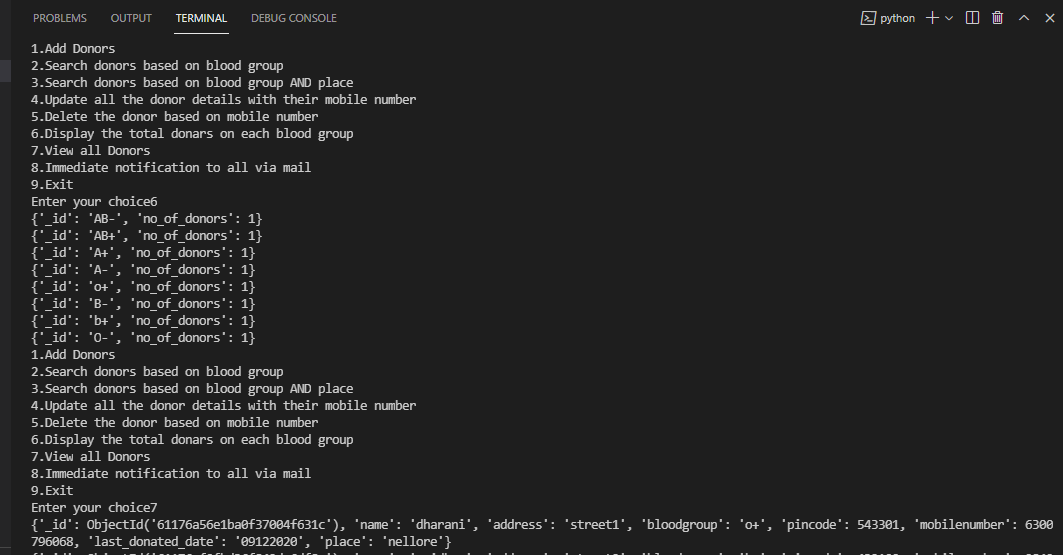 PROBLEMS OUTPUT TERMINAL DEBUG CONSOLE python
1.Add Donors
2.Search donors based on blood group
3.Search donors based on blood group AND place
4.Update all the donor details with their mobile number
5.Delete the donor based on mobile number
6.Display the total donars on each blood group
7.View all Donors
8.Immediate notification to all via mail
9.Exit
Enter your choice6
{'_id': 'AB-', 'no_of_donors': 1}
{'_id': 'AB+', 'no_of_donors': 1}
{'_id': 'A+', 'no_of_donors': 1}
{'_id': 'A-', 'no_of_donors': 1}
{'_id': 'o+', 'no_of_donors': 1}
{'_id': 'B-', 'no_of_donors': 1}
{'_id': 'b+', 'no_of_donors': 1}
{'_id': 'O-', 'no_of_donors': 1}
1.Add Donors
2.Search donors based on blood group
3.Search donors based on blood group AND place
4.Update all the donor details with their mobile number
5.Delete the donor based on mobile number
6.Display the total donars on each blood group
7.View all Donors
8.Immediate notification to all via mail
9.Exit
Enter your choice7
{'_id': ObjectId('61176a56e1ba0f37004f631c'), 'name': 'dharani', 'address': 'street1', 'bloodgroup': 'o+', 'pincode': 543301, 'mobilenumber': 6300
796068, 'last_donated_date': '09122020', 'place': 'nellore'}